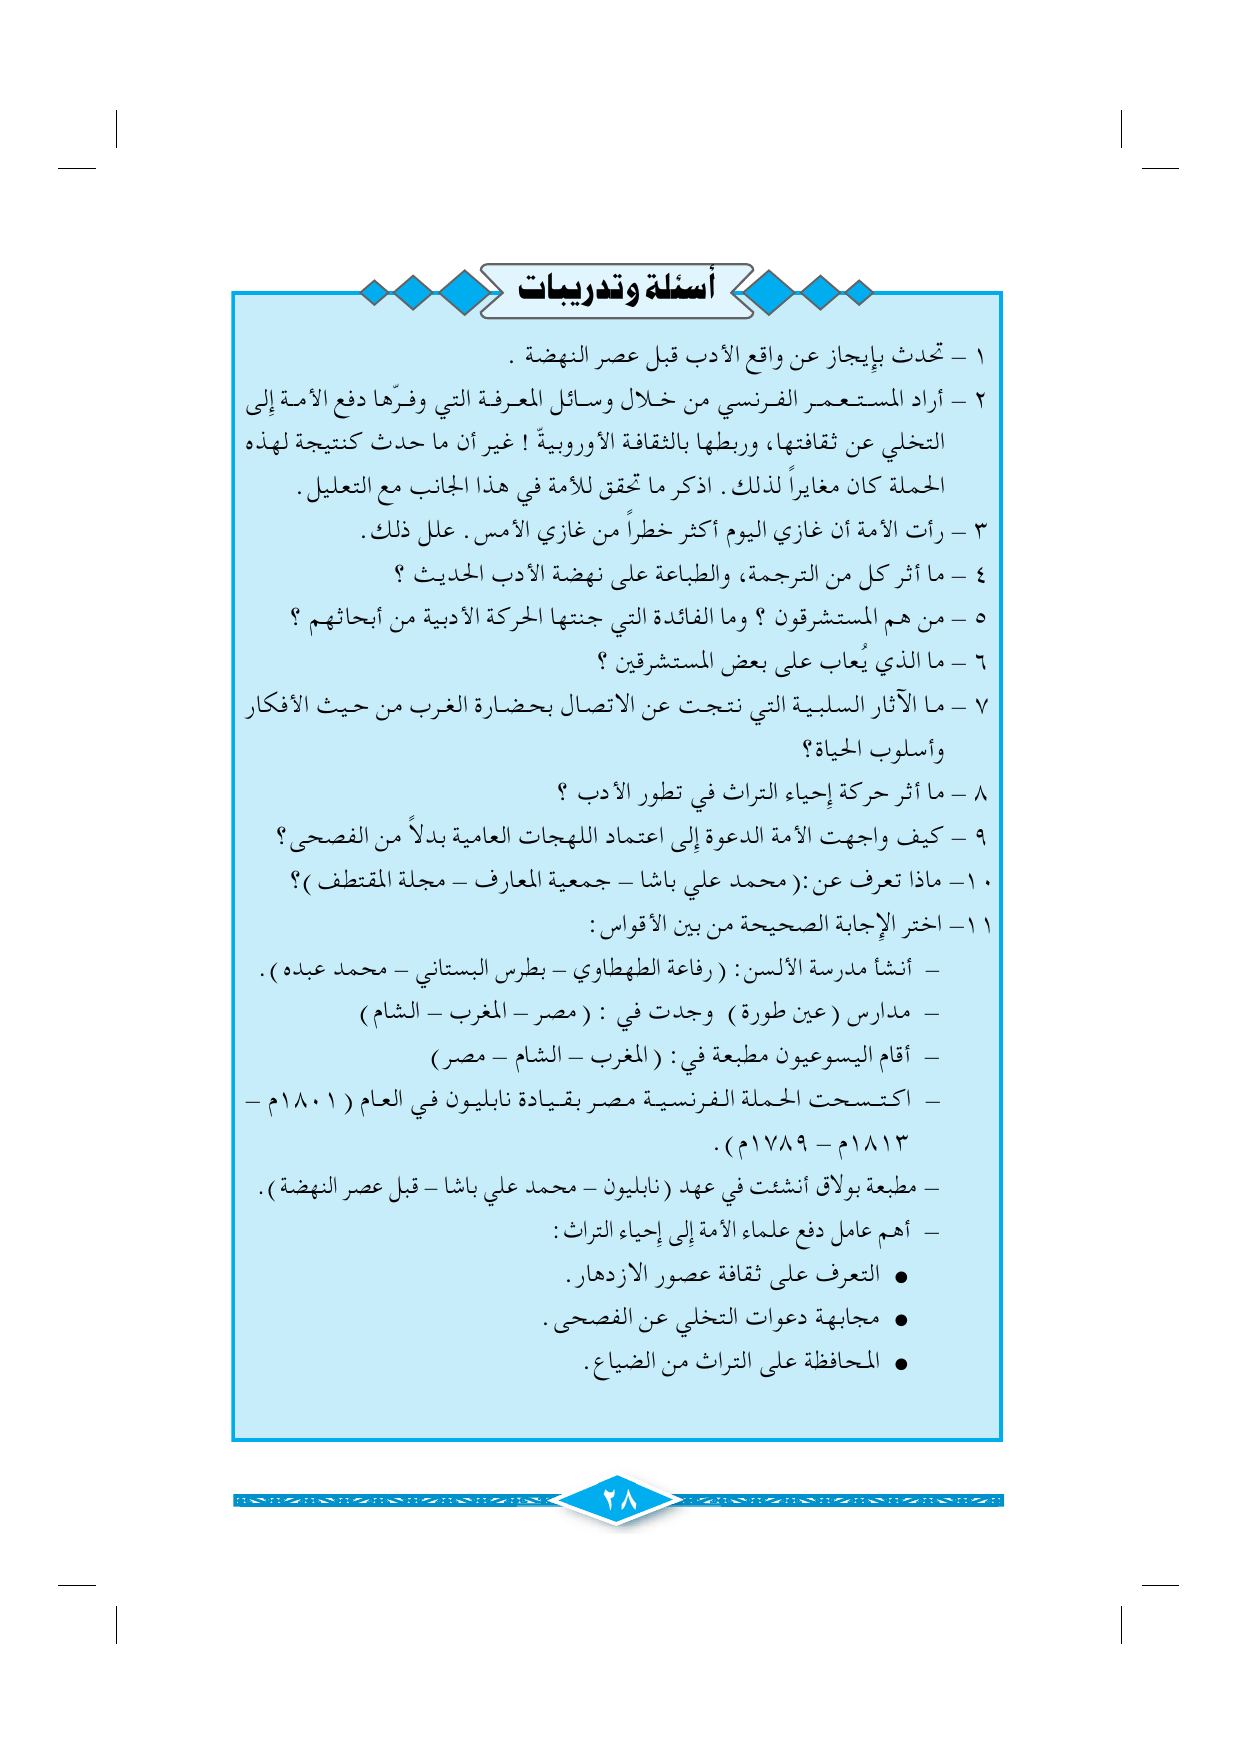 أسئلة وتدريبات
١ – تحدث بإيجاز عن واقع الأدب قبل عصر النهضة .
٢ – أراد المستعمر الفرنسي من خلال وسائل المعرفة التي وفرّها دفع الأمة إلى
التخلي عن ثقافتها، وربطها بالثقافة الأوروبيةّ ! غير أن ما حدث كنتيجة لهذه
الحملة كان مغايراً لذلك. اذكر ما تحقق للأمة في هذا الجانب مع التعليل.
٣ – رأت الأمة أن غازي اليوم أكثر خطراً من غازي الأمس. علل ذلك.
٤ – ما أثر كل من الترجمة، والطباعة على نهضة الأدب الحديث ؟
٥ – من هم المستشرقون ؟ وما الفائدة التي جنتها الحركة الأدبية من أبحاثهم ؟
٦ – ما الذي يُعاب على بعض المستشرقين ؟
٧ – ما الآثار السلبية التي نتجت عن الاتصال بحضارة الغرب من حيث الأفكار
وأسلوب الحياة؟
٨ – ما أثر حركة إحياء التراث في تطور الأدب ؟
٩ – كيف واجهت الأمة الدعوة إلى اعتماد اللهجات العامية بدلاً من الفصحى؟
١٠– ماذا تعرف عن:( محمد علي باشا – جمعية المعارف – مجلة المقتطف )؟
١١– اختر الإجابة الصحيحة من بين الأقواس:
– أنشأ مدرسة الألسن: ( رفاعة الطهطاوي – بطرس البستاني – محمد عبده ).
– مدارس ( عين طورة ) وجدت في : ( مصر – المغرب – الشام )
– أقام اليسوعيون مطبعة في: ( المغرب – الشام – مصر )
– اكتسحت الحملة الفرنسية مصر بقيادة نابليون في العام ( ١٨٠١م –
١٨١٣م – ١٧٨٩م ).
– مطبعة بولاق أنشئت في عهد (نابليون – محمد علي باشا – قبل عصر النهضة ).
– أهم عامل دفع علماء الأمة إلى إحياء التراث:
● التعرف على ثقافة عصور الازدهار.
● مجابهة دعوات التخلي عن الفصحى.
● المحافظة على التراث من الضياع.
٢٨